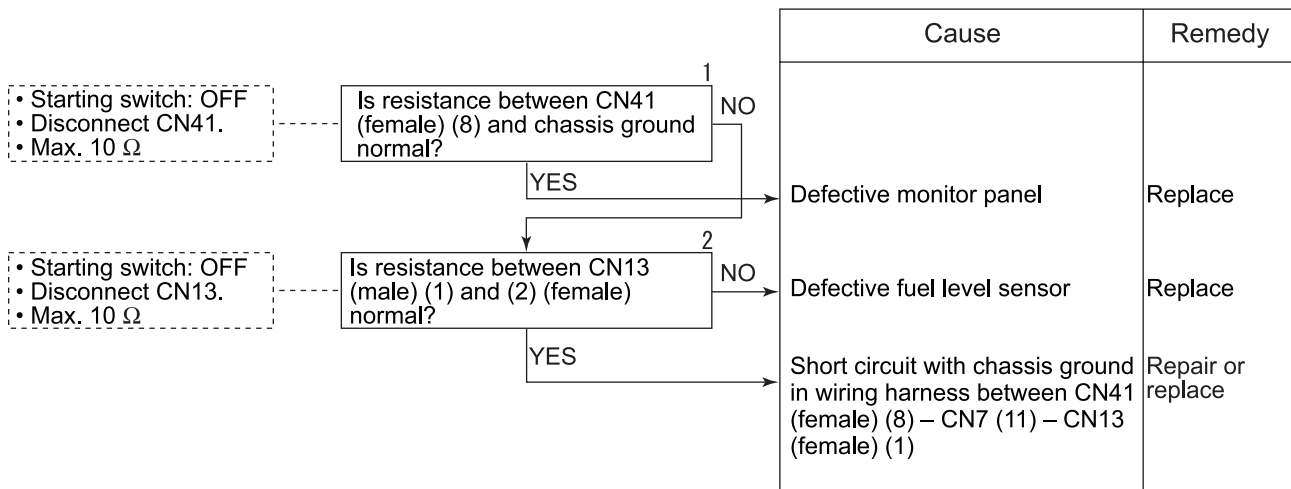 Cause
Remedy
1
• Starting switch: OFF
• Disconnect CN41.
• Max. 10 Ω
Is resistance between CN41
(female) (8) and chassis ground
normal?
NO
YES
Defective monitor panel
Replace
2
• Starting switch: OFF
• Disconnect CN13.
• Max. 10 Ω
Is resistance between CN13
(male) (1) and (2) (female)
normal?
NO
Defective fuel level sensor
Replace
YES
Short circuit with chassis ground
in wiring harness between CN41
(female) (8) – CN7 (11) – CN13
(female) (1)
Repair or
replace